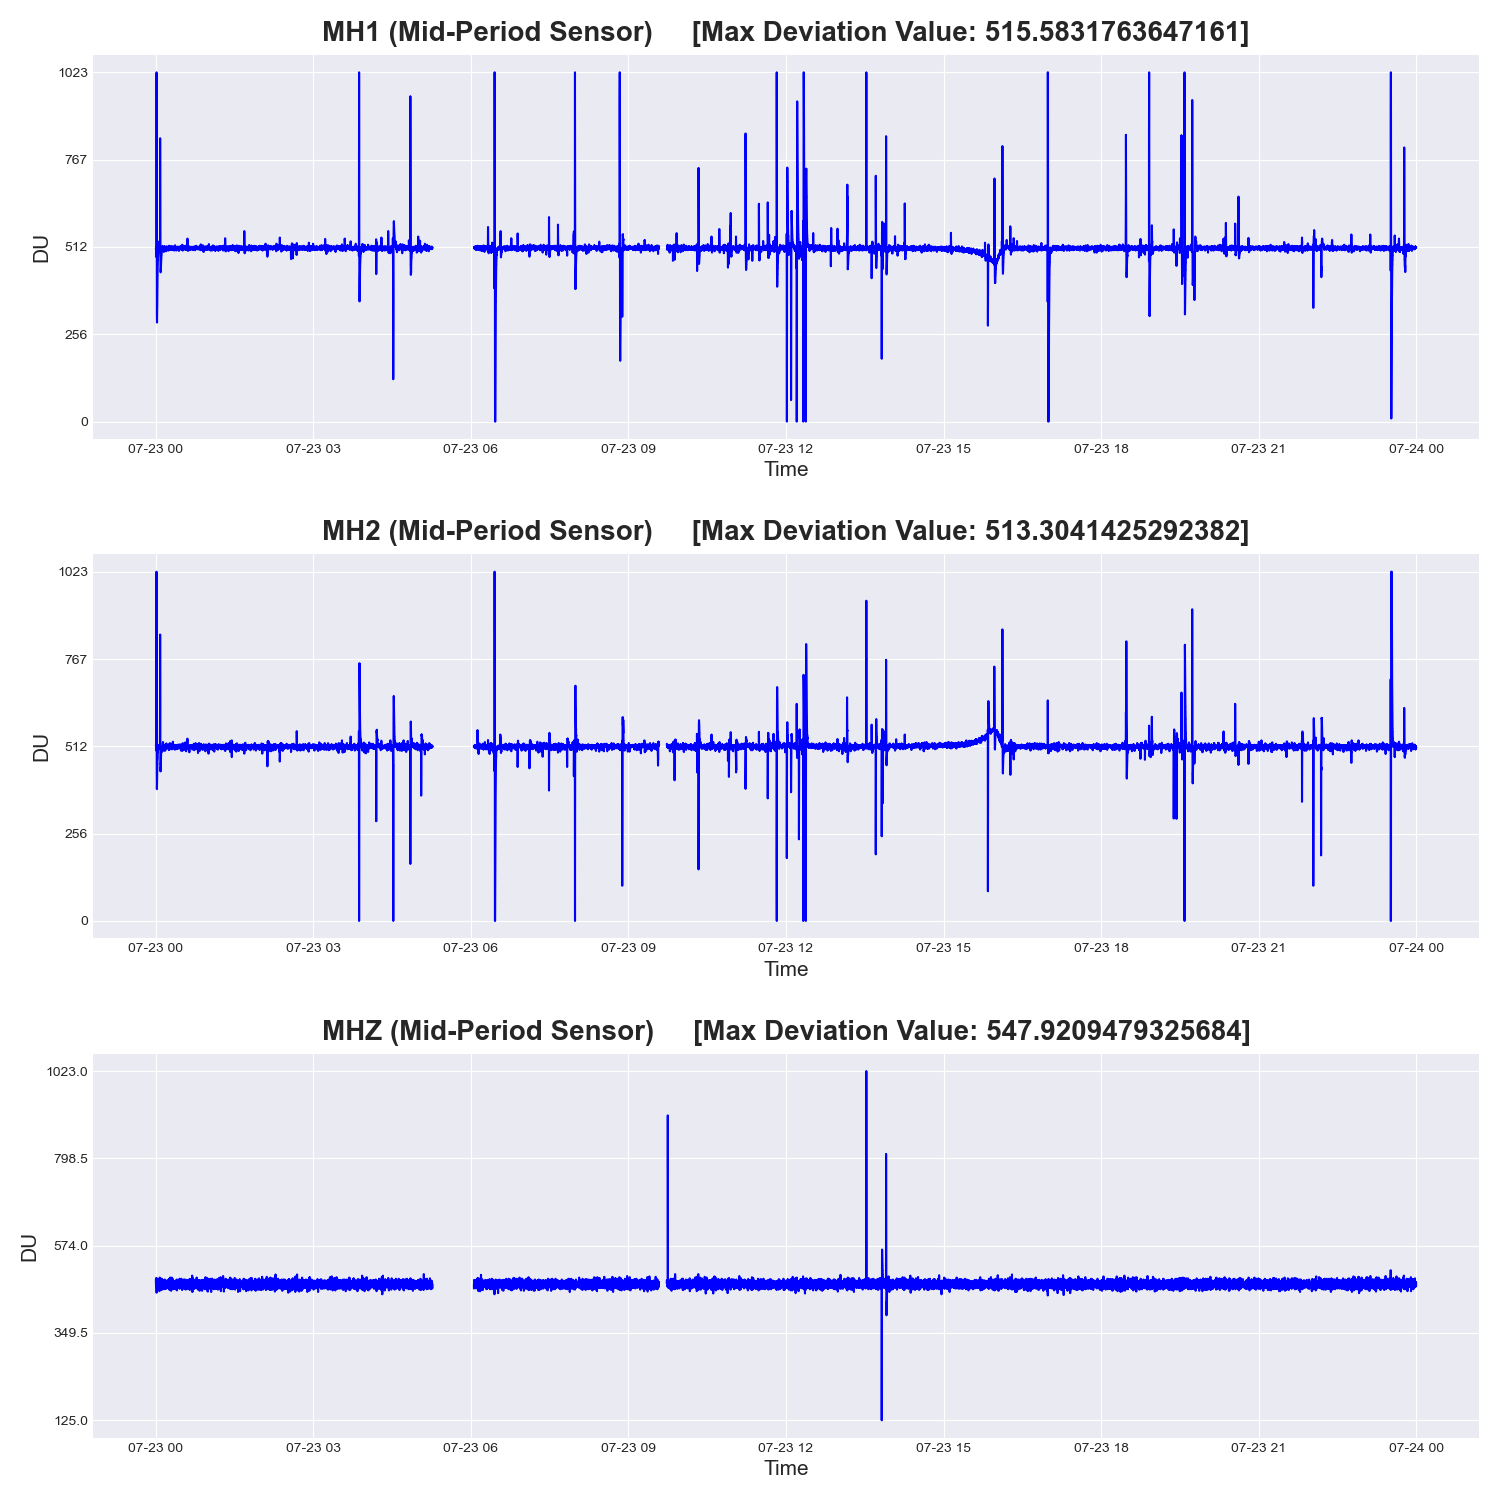 MH1 (Mid-Period Sensor) [Max Deviation Value: 515.5831763647161]
1023
767
512
256
0
DU
07-23 00 07-23 03 07-23 06 07-23 09 07-23 12 07-23 15 07-23 18 07-23 21 07-24 00
Time
MH2 (Mid-Period Sensor) [Max Deviation Value: 513.3041425292382]
1023
767
512
256
0
DU
07-23 00 07-23 03 07-23 06 07-23 09 07-23 12 07-23 15 07-23 18 07-23 21 07-24 00
Time
MHZ (Mid-Period Sensor) [Max Deviation Value: 547.9209479325684]
1023.0
798.5
574.0
349.5
125.0
DU
07-23 00 07-23 03 07-23 06 07-23 09 07-23 12 07-23 15 07-23 18 07-23 21 07-24 00
Time